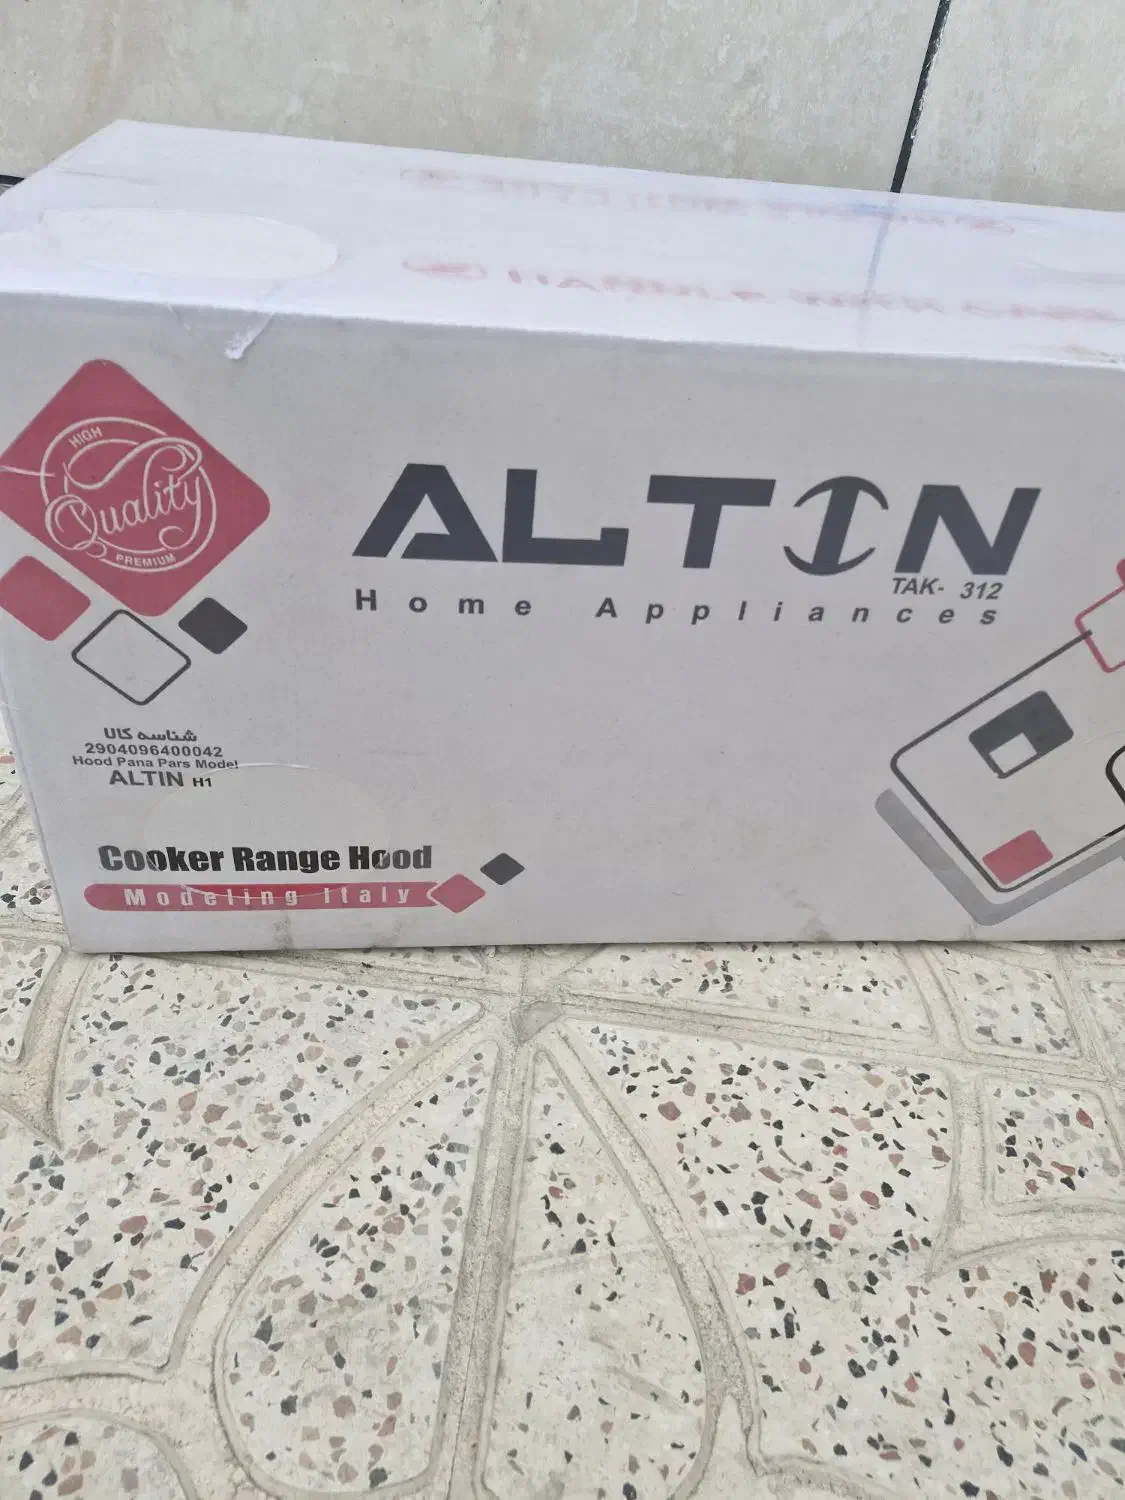 HIGH
Quality
PREMIUM
ALTIN
TAK- 312
Home Appliances
شناسه کالا
2904096400042
Hood Pana Pars Model
ALTIN H1
Cooker Range Hood
Modeling Italy